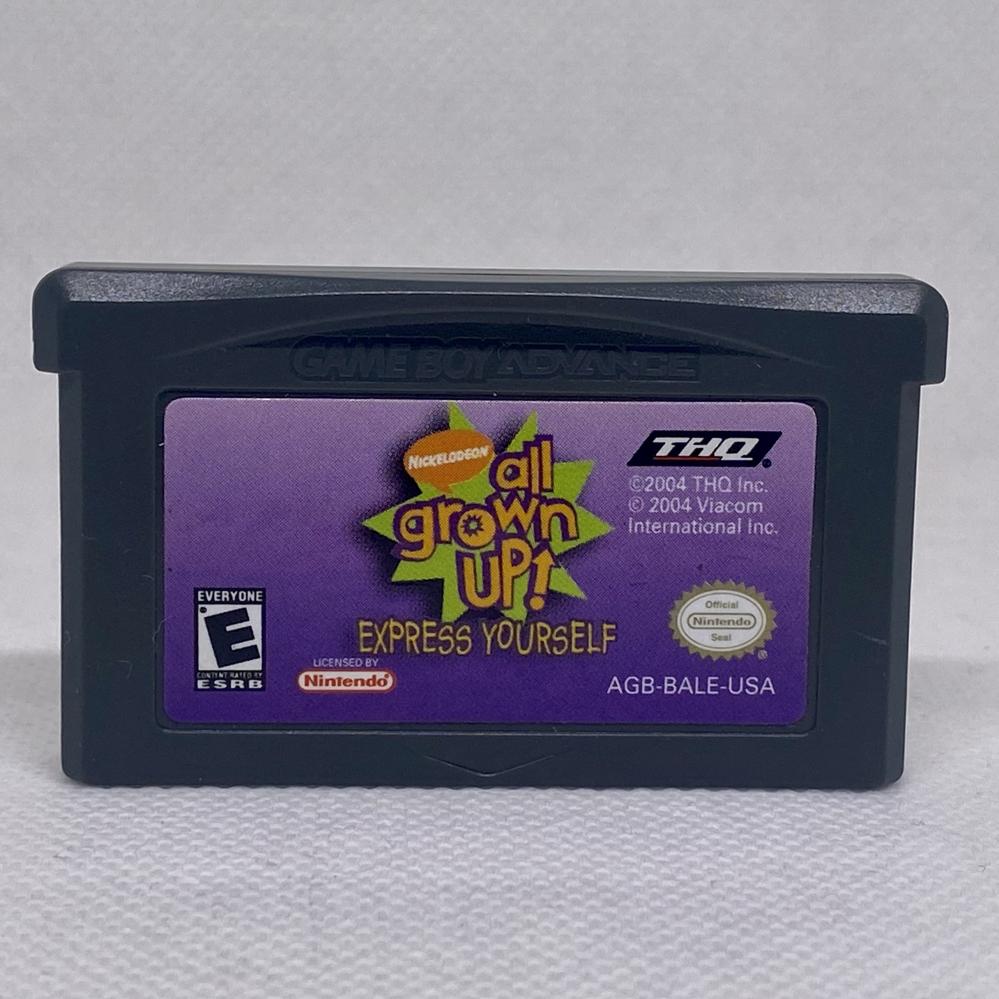 GAME BOY ADVANCE
NICKELODEON
all
grown
UP!
EXPRESS YOURSELF
THQ®
©2004 THQ Inc.
© 2004 Viacom
International Inc.
EVERYONE
E
CONTENT RATED BY
ESRB
LICENSED BY
Nintendo®
Official
Nintendo
Seal
®
AGB-BALE-USA